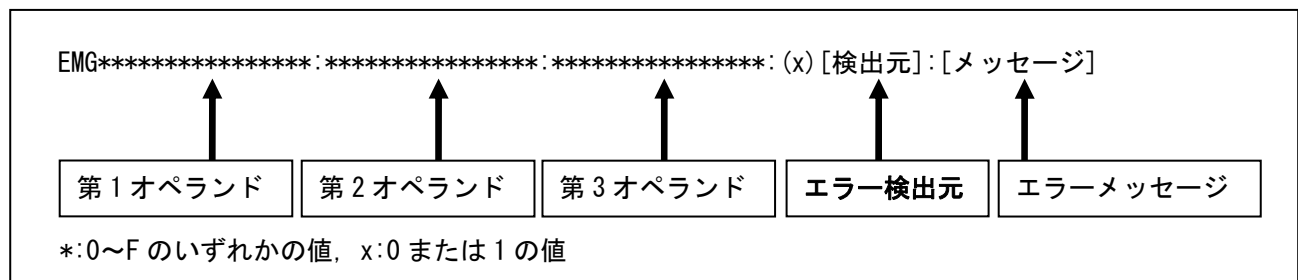 EMG****************:****************:****************:(x)[検出元]:[メッセージ]
第1オペランド 第2オペランド 第3オペランド エラー検出元 エラーメッセージ
*:0～F のいずれかの値, x:0 または 1 の値